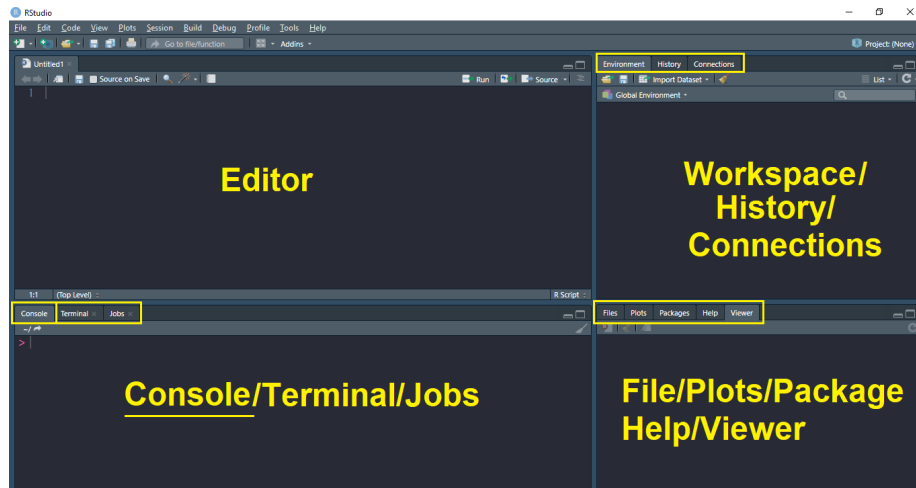 RStudio
File Edit Code View Plots Session Build Debug Profile Tools Help
Go to file/function Addins Project: (None)
Untitled1
Source on Save Run Source
1
Editor
1:1 (Top Level) R Script
Environment History Connections
Import Dataset List
Global Environment
Workspace/
History/
Connections
Console Terminal Jobs
~/
>
Console/Terminal/Jobs
Files Plots Packages Help Viewer
File/Plots/Package
Help/Viewer